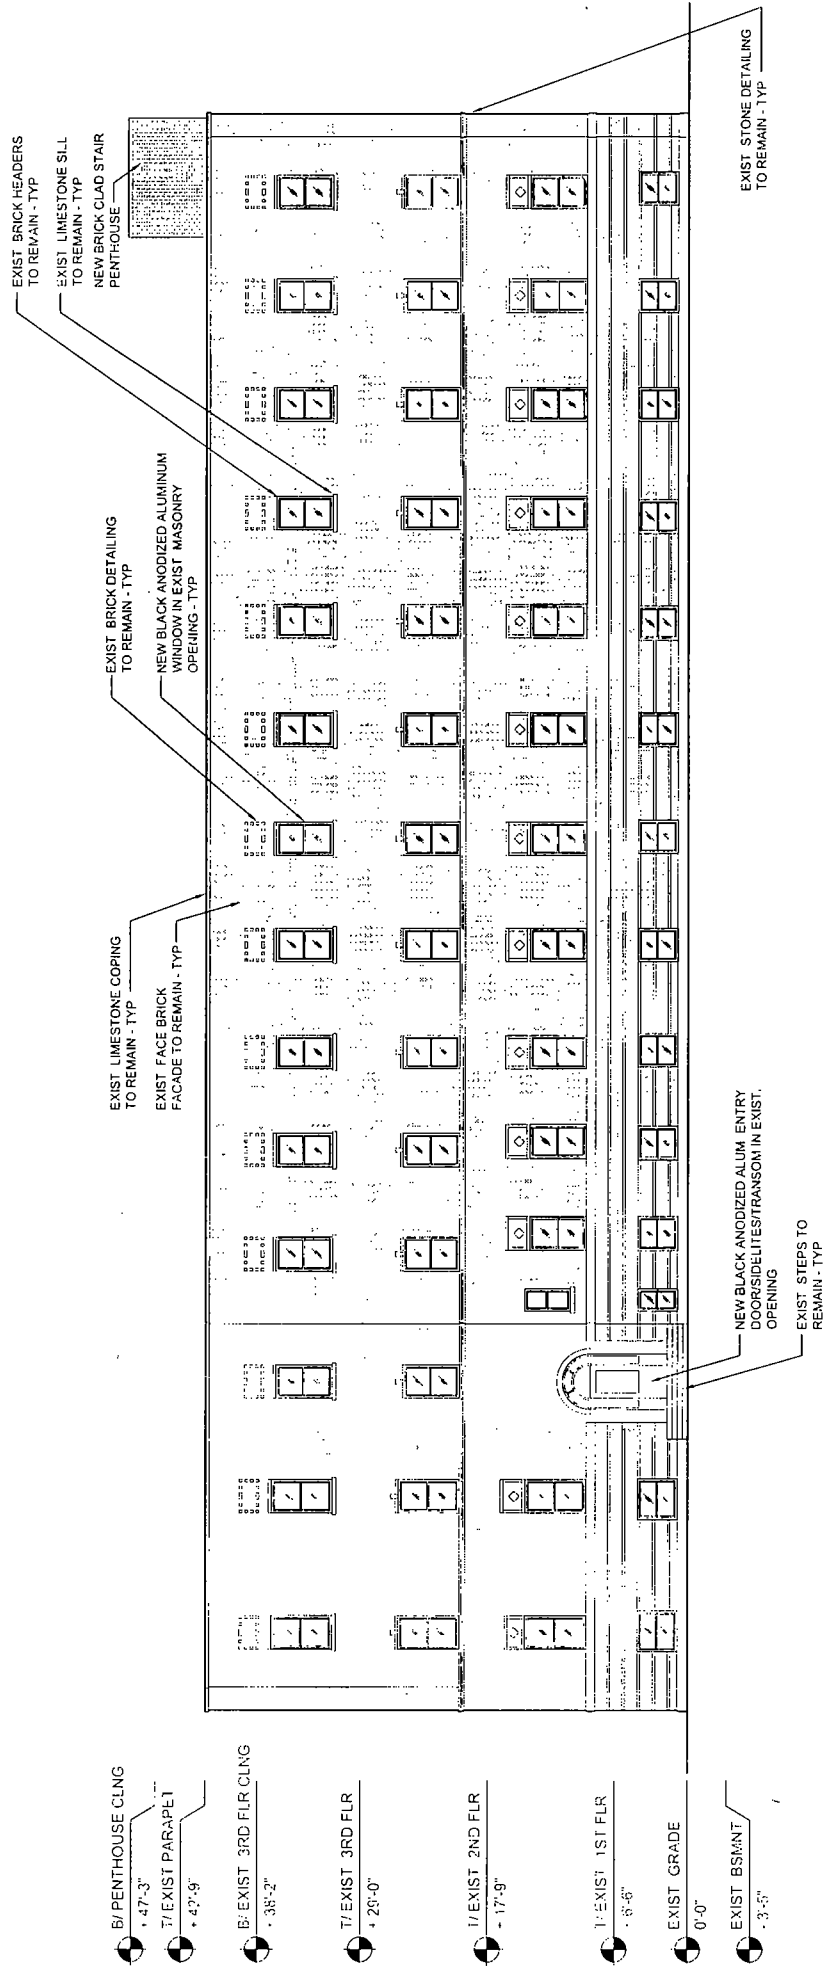 EXIST BRICK HEADERS
TO REMAIN - TYP
EXIST LIMESTONE SILL
TO REMAIN - TYP
NEW BRICK CLAD STAIR
PENTHOUSE
EXIST BRICK DETAILING
TO REMAIN - TYP
NEW BLACK ANODIZED ALUMINUM
WINDOW IN EXIST MASONRY
OPENING - TYP
EXIST LIMESTONE COPING
TO REMAIN - TYP
EXIST FACE BRICK
FACADE TO REMAIN - TYP
B/ PENTHOUSE CLNG
+ 47'-3"
T/ EXIST PARAPET
+ 42'-9"
B/ EXIST 3RD FLR CLNG
+ 38'-2"
T/ EXIST 3RD FLR
+ 29'-0"
T/ EXIST 2ND FLR
+ 17'-9"
T/ EXIST 1ST FLR
+ 6'-6"
EXIST GRADE
0'-0"
EXIST BSMNT
- 3'-5"
EXIST STONE DETAILING
TO REMAIN - TYP
NEW BLACK ANODIZED ALUM ENTRY
DOOR/SIDELITES/TRANSOM IN EXIST.
OPENING
EXIST STEPS TO
REMAIN - TYP